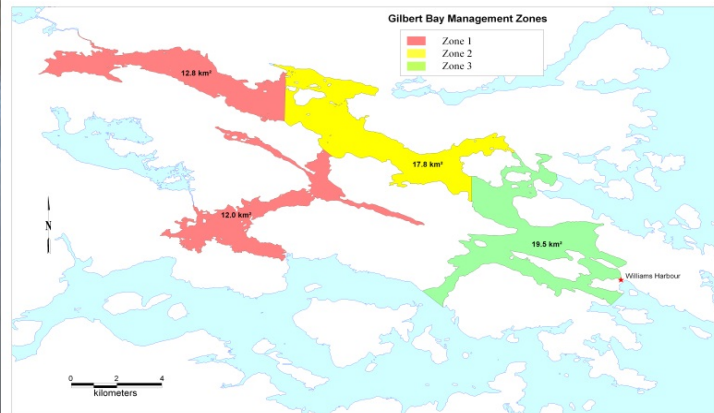 Gilbert Bay Management Zones
Zone 1
Zone 2
Zone 3
12.8 km²
17.8 km²
12.0 km²
19.5 km²
Williams Harbour
N
0 2 4
kilometers